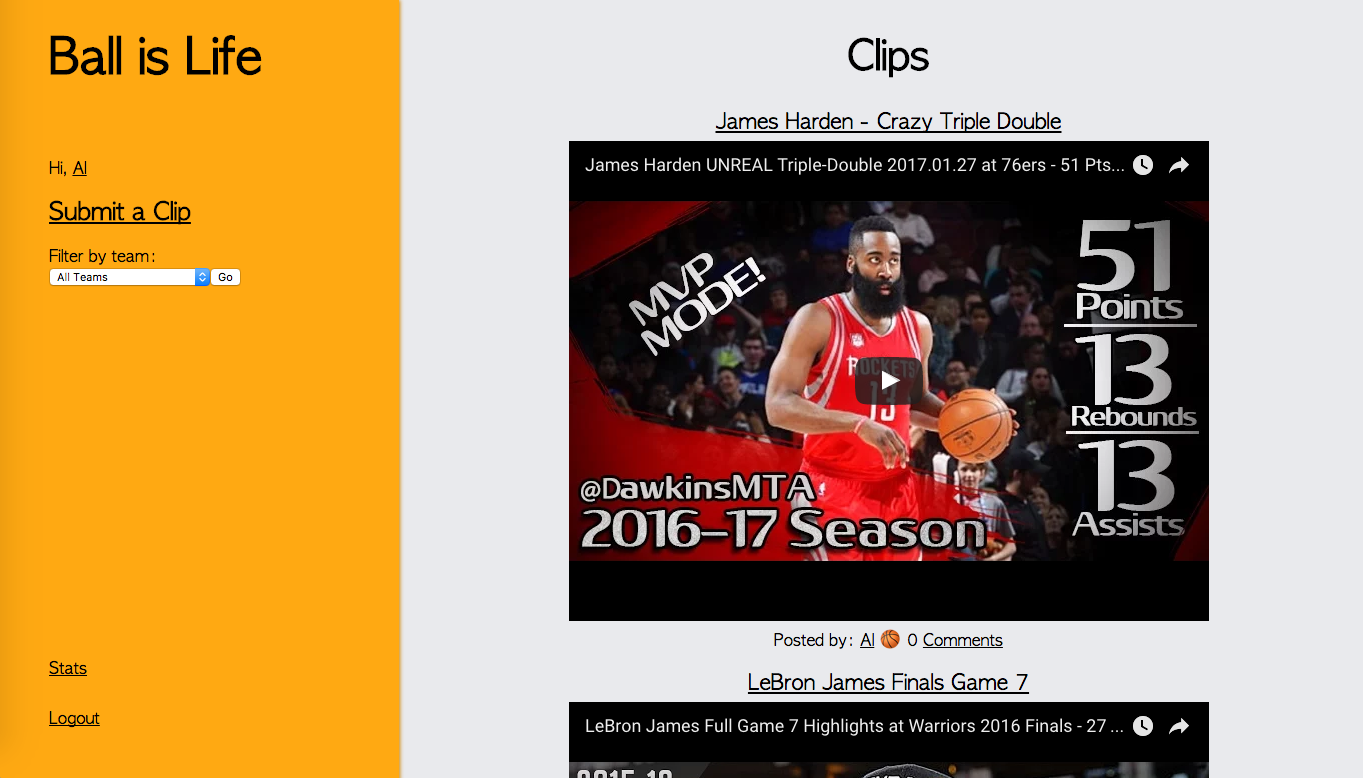 Ball is Life
Hi, Al
Submit a Clip
Filter by team:
All Teams
Go
Stats
Logout
Clips
James Harden - Crazy Triple Double
James Harden UNREAL Triple-Double 2017.01.27 at 76ers - 51 Pts...
MVP
MODE!
51
Points
13
Rebounds
13
Assists
ROCKETS
13
@DawkinsMTA
2016-17 Season
Posted by: Al 🏀 0 Comments
LeBron James Finals Game 7
LeBron James Full Game 7 Highlights at Warriors 2016 Finals - 27 ...